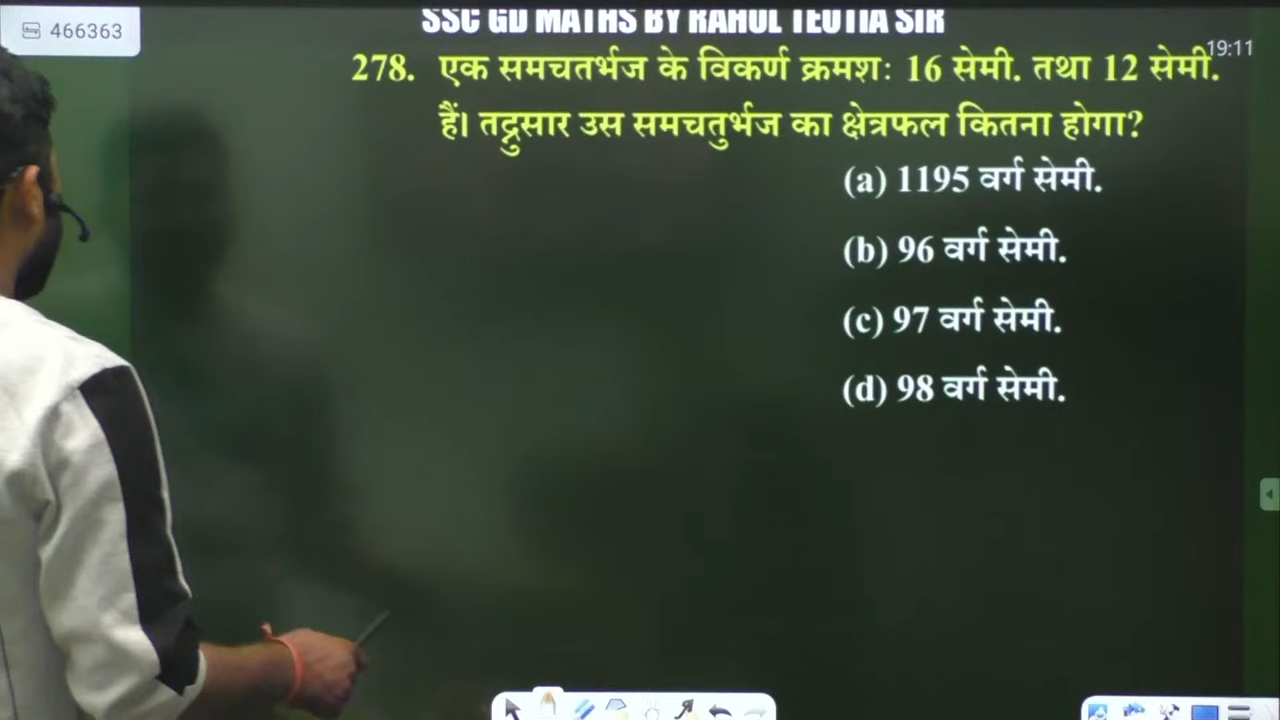 466363
SSC GD MATHS BY RAHUL TEOTIA SIR
19:11
278. एक समचतर्भज के विकर्ण क्रमशः 16 सेमी. तथा 12 सेमी.
हैं। तद्नुसार उस समचतुर्भज का क्षेत्रफल कितना होगा?
(a) 1195 वर्ग सेमी.
(b) 96 वर्ग सेमी.
(c) 97 वर्ग सेमी.
(d) 98 वर्ग सेमी.